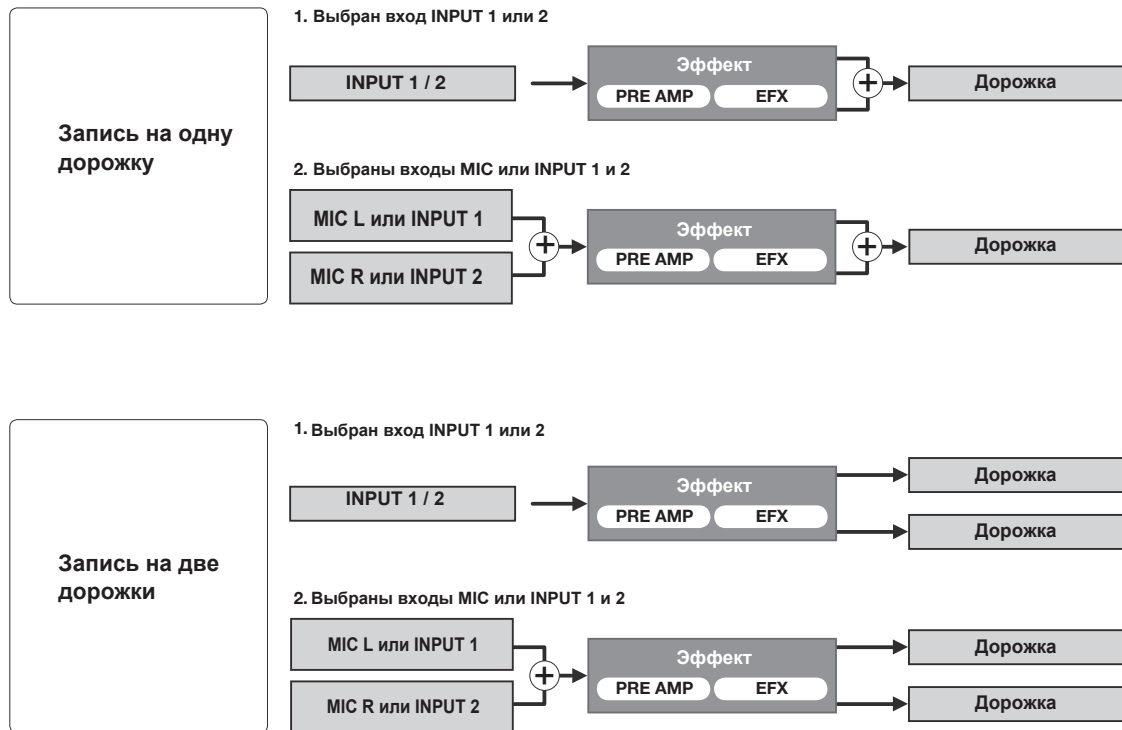 Запись на одну
дорожку
1. Выбран вход INPUT 1 или 2
INPUT 1 / 2
Эффект
PRE AMP EFX
Дорожка
2. Выбраны входы MIC или INPUT 1 и 2
MIC L или INPUT 1
MIC R или INPUT 2
Эффект
PRE AMP EFX
Дорожка
Запись на две
дорожки
1. Выбран вход INPUT 1 или 2
INPUT 1 / 2
Эффект
PRE AMP EFX
Дорожка
Дорожка
2. Выбраны входы MIC или INPUT 1 и 2
MIC L или INPUT 1
MIC R или INPUT 2
Эффект
PRE AMP EFX
Дорожка
Дорожка